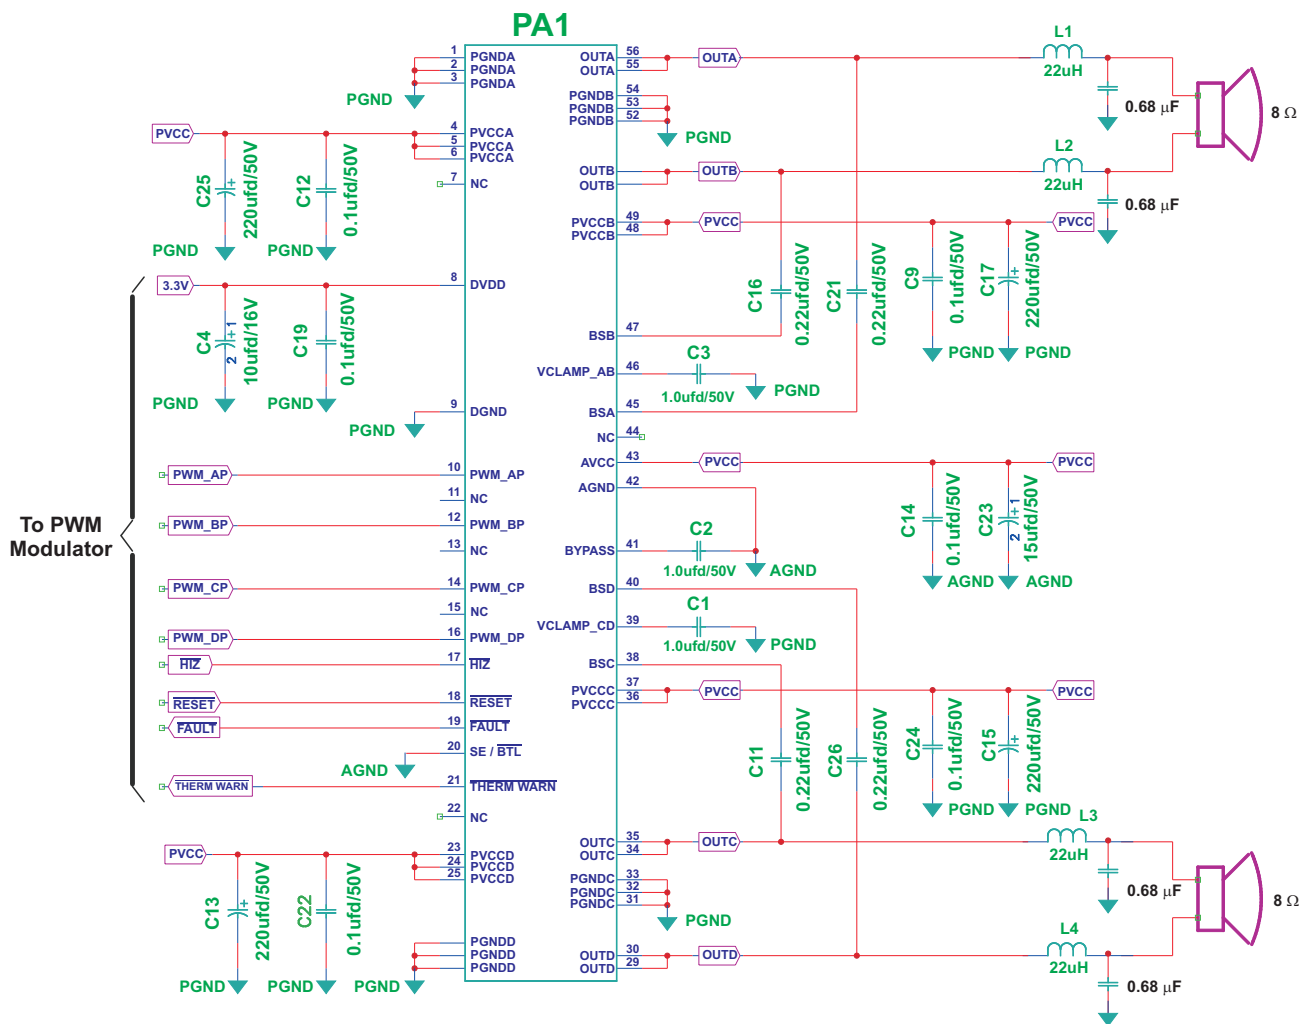 PA1
1 PGNDA
2 PGNDA
3 PGNDA
PGND
PVCC
4 PVCCA
5 PVCCA
6 PVCCA
7 NC
C25 220ufd/50V +
C12 0.1ufd/50V
PGND PGND
3.3V
8 DVDD
C4 10ufd/16V + 1 2
C19 0.1ufd/50V
PGND PGND
9 DGND
PGND
To PWM
Modulator
PWM_AP 10 PWM_AP
11 NC
PWM_BP 12 PWM_BP
13 NC
PWM_CP 14 PWM_CP
15 NC
PWM_DP 16 PWM_DP
HIZ 17 HIZ
RESET 18 RESET
FAULT 19 FAULT
20 SE / BTL
AGND
THERM WARN 21 THERM WARN
22 NC
PVCC
23 PVCCD
24 PVCCD
25 PVCCD
C13 220ufd/50V +
C22 0.1ufd/50V
PGNDD
PGNDD
PGNDD
PGND PGND PGND
OUTA 56 OUTA
OUTA 55
L1
22uH
0.68 µF
8 Ω
PGNDB 54
PGNDB 53
PGNDB 52
PGND
OUTB OUTB
OUTB
L2
22uH
0.68 µF
PVCCB 49 PVCC PVCC
PVCCB 48
C16 0.22ufd/50V
C21 0.22ufd/50V
C9 0.1ufd/50V
C17 220ufd/50V +
PGND PGND
BSB 47
VCLAMP_AB 46
C3
1.0ufd/50V
PGND
BSA 45
NC 44
AVCC 43 PVCC PVCC
AGND 42
C14 0.1ufd/50V
C23 15ufd/50V + 1 2
AGND AGND
BYPASS 41
C2
1.0ufd/50V
AGND
BSD 40
VCLAMP_CD 39
C1
1.0ufd/50V
PGND
BSC 38
PVCCC 37 PVCC PVCC
PVCCC 36
C11 0.22ufd/50V
C26 0.22ufd/50V
C24 0.1ufd/50V
C15 220ufd/50V +
PGND PGND
OUTC 35 OUTC
OUTC 34
L3
22uH
0.68 µF
8 Ω
PGNDC 33
PGNDC 32
PGNDC 31
PGND
OUTD 30 OUTD
OUTD 29
L4
22uH
0.68 µF